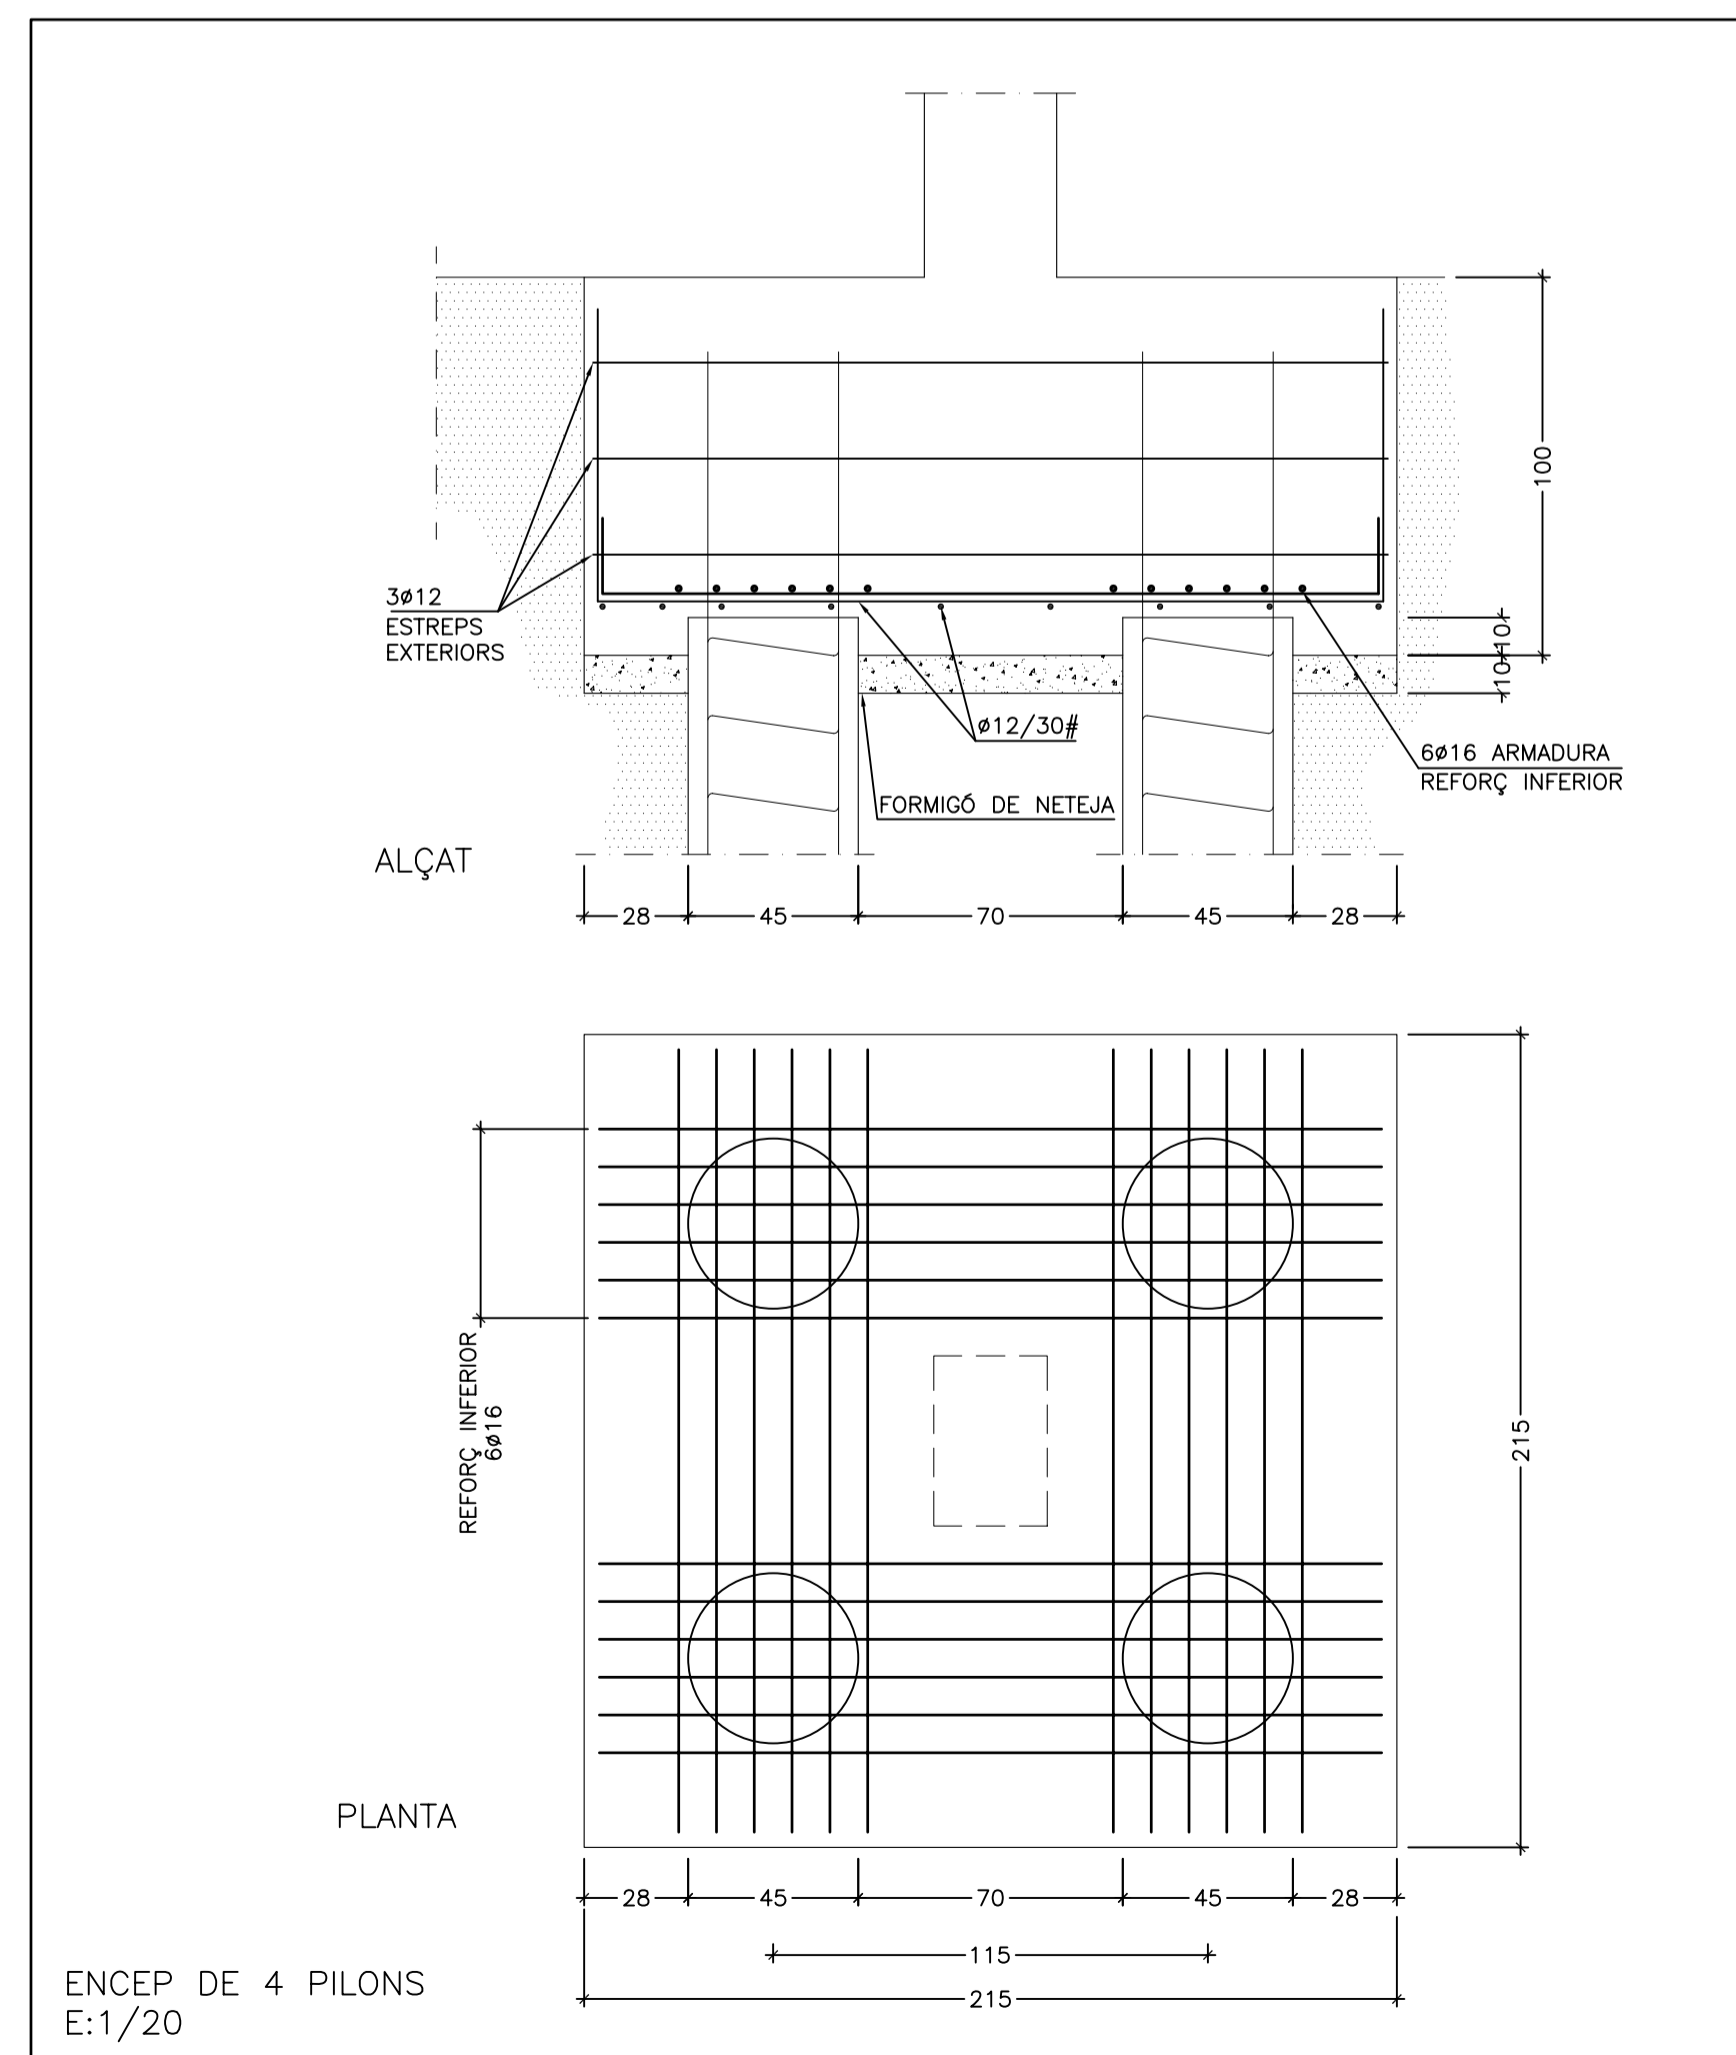 100
3ø12
ESTREPS
EXTERIORS
10
10
ø12/30#
6ø16 ARMADURA
REFORÇ INFERIOR
FORMIGÓ DE NETEJA
ALÇAT
28 45 70 45 28
REFORÇ INFERIOR
6ø16
215
PLANTA
28 45 70 45 28
115
215
ENCEP DE 4 PILONS
E:1/20